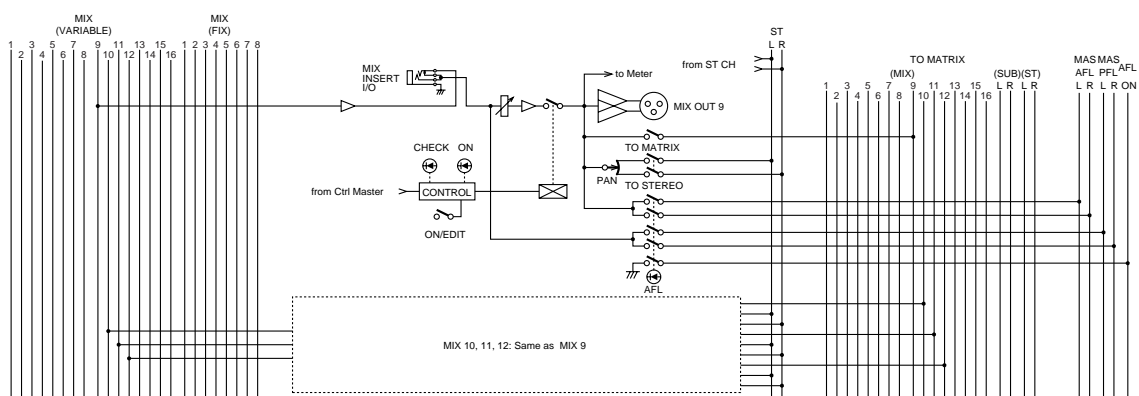 MIX
(VARIABLE)
1 2 3 4 5 6 7 8 9 10 11 12 13 14 15 16
MIX
(FIX)
1 2 3 4 5 6 7 8
MIX
INSERT
I/O
to Meter
MIX OUT 9
from ST CH
ST
L R
TO MATRIX
(MIX)
1 2 3 4 5 6 7 8 9 10 11 12 13 14 15 16
(SUB) (ST)
L R L R
MAS MAS
AFL PFL AFL
L R L R ON
CHECK ON
TO MATRIX
PAN
TO STEREO
from Ctrl Master
CONTROL
ON/EDIT
AFL
MIX 10, 11, 12: Same as MIX 9